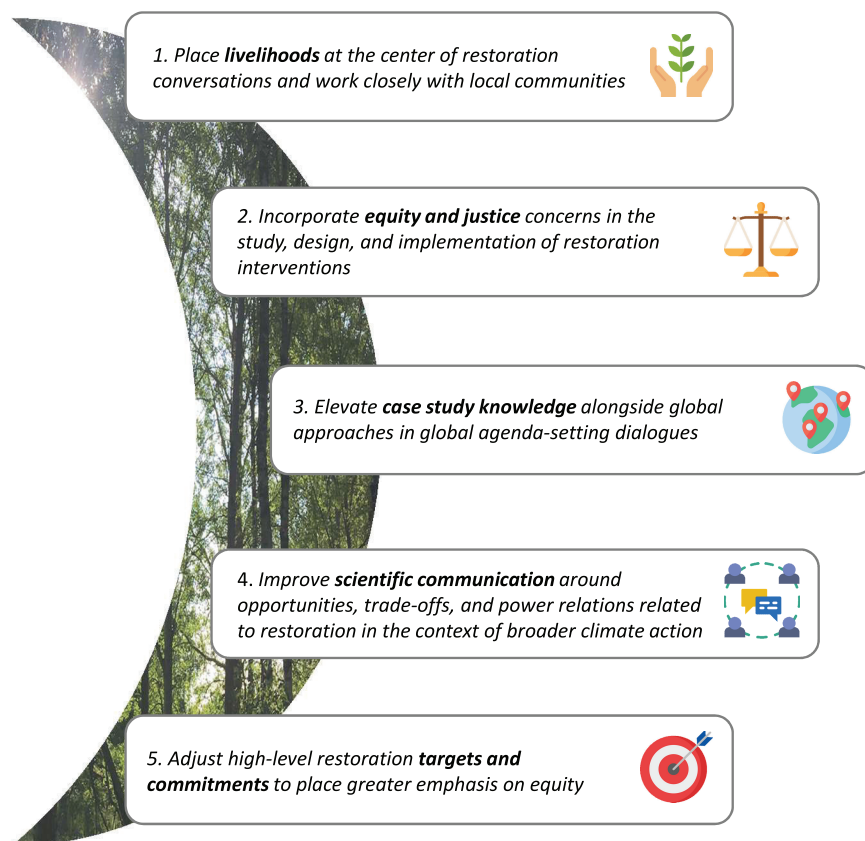 1. Place livelihoods at the center of restoration
conversations and work closely with local communities
2. Incorporate equity and justice concerns in the
study, design, and implementation of restoration
interventions
3. Elevate case study knowledge alongside global
approaches in global agenda-setting dialogues
4. Improve scientific communication around
opportunities, trade-offs, and power relations related
to restoration in the context of broader climate action
5. Adjust high-level restoration targets and
commitments to place greater emphasis on equity